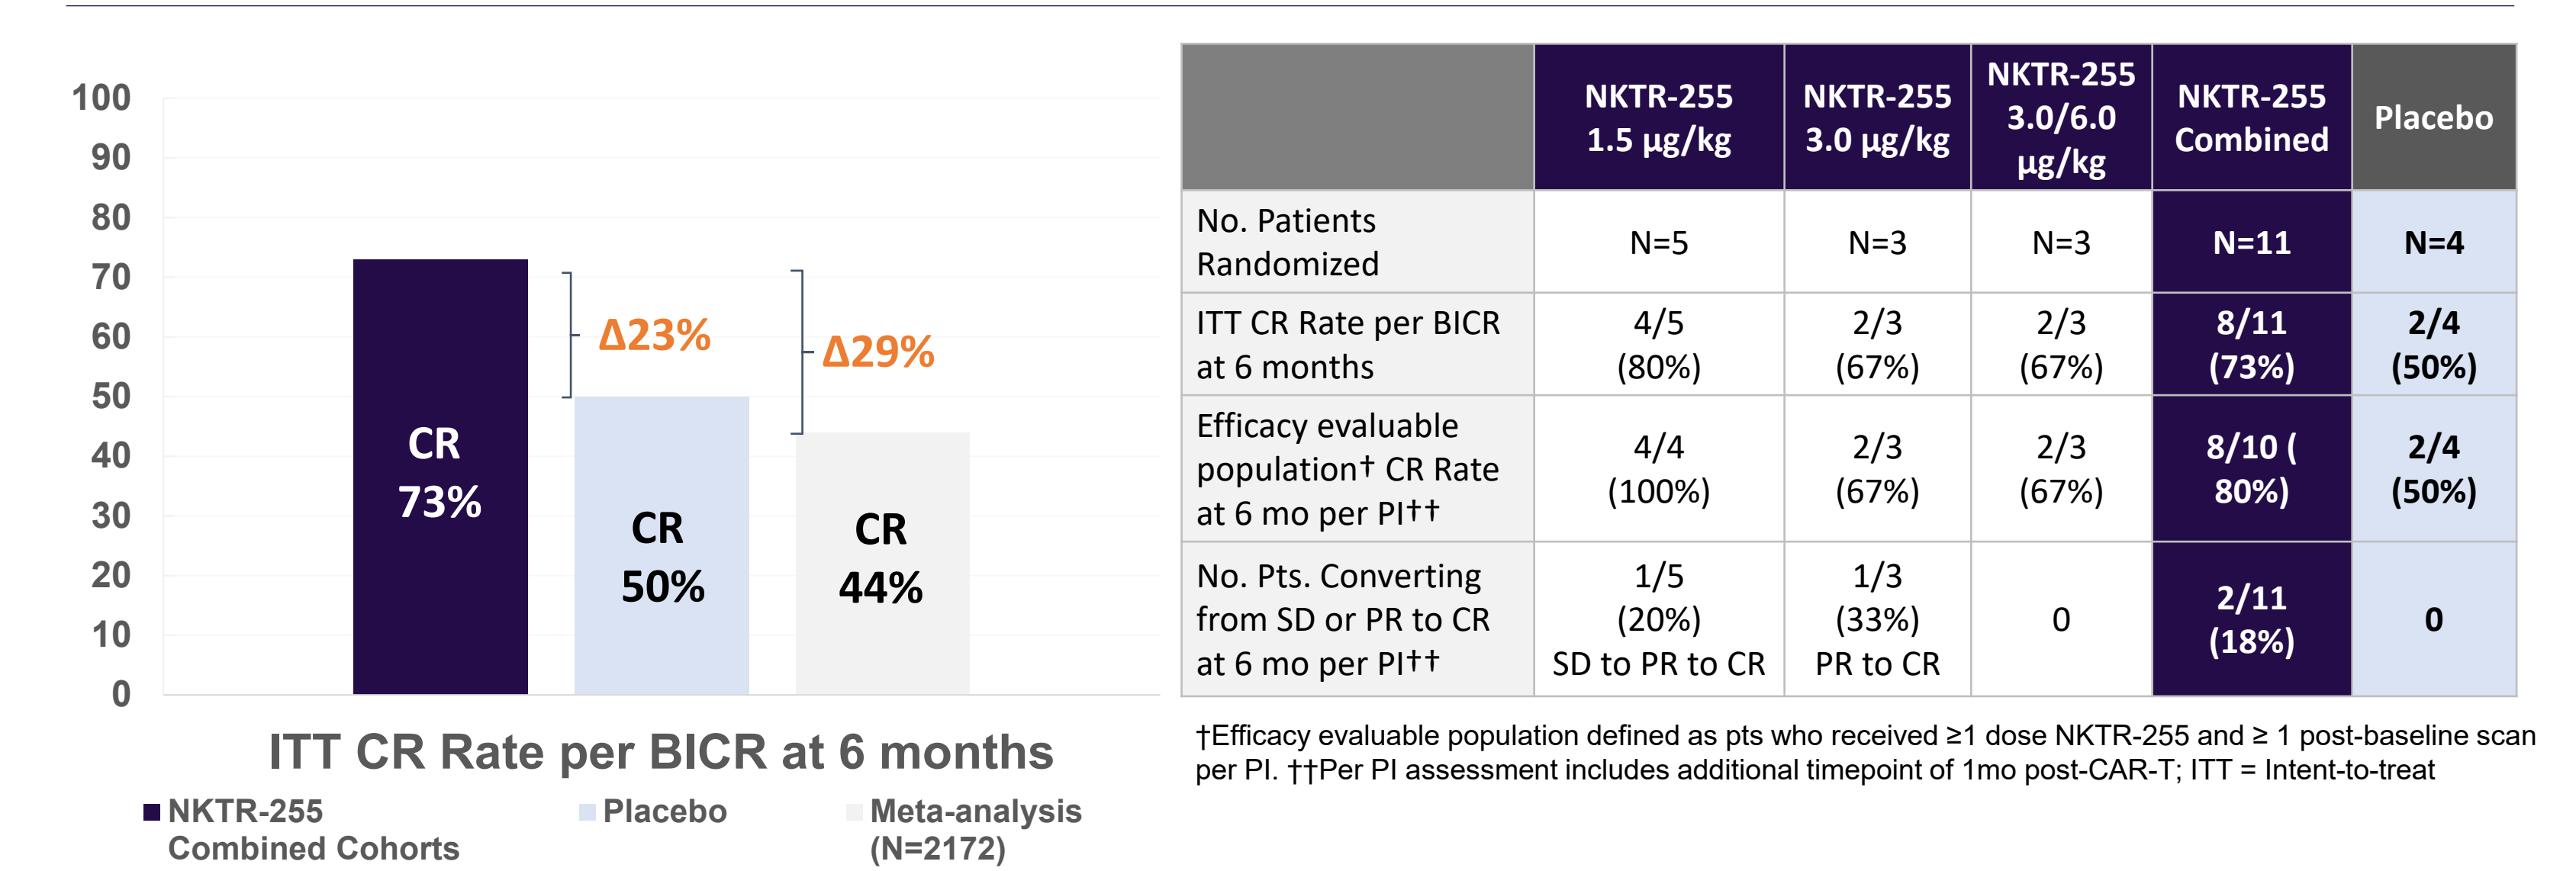 100
90
80
70
60
50
40
30
20
10
0
CR
73%
Δ23%
CR
50%
Δ29%
CR
44%
ITT CR Rate per BICR at 6 months
NKTR-255
Combined Cohorts
Placebo
Meta-analysis
(N=2172)
NKTR-255
1.5 µg/kg
NKTR-255
3.0 µg/kg
NKTR-255
3.0/6.0
µg/kg
NKTR-255
Combined
Placebo
No. Patients
Randomized
N=5
N=3
N=3
N=11
N=4
ITT CR Rate per BICR
at 6 months
4/5
(80%)
2/3
(67%)
2/3
(67%)
8/11
(73%)
2/4
(50%)
Efficacy evaluable
population† CR Rate
at 6 mo per PI††
4/4
(100%)
2/3
(67%)
2/3
(67%)
8/10 (
80%)
2/4
(50%)
No. Pts. Converting
from SD or PR to CR
at 6 mo per PI††
1/5
(20%)
SD to PR to CR
1/3
(33%)
PR to CR
0
2/11
(18%)
0
†Efficacy evaluable population defined as pts who received ≥1 dose NKTR-255 and ≥ 1 post-baseline scan
per PI. ††Per PI assessment includes additional timepoint of 1mo post-CAR-T; ITT = Intent-to-treat